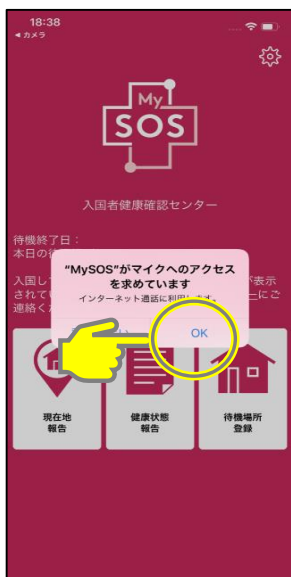 18:38
◀ カメラ
My
SOS
入国者健康確認センター
待機終了日：
本日の
"MySOS"がマイクへのアクセス
を求めています
インターネット通話に利用します。
入国し
が表示
されてい
にご
連絡く
OK
現在地
報告
健康状態
報告
待機場所
登録